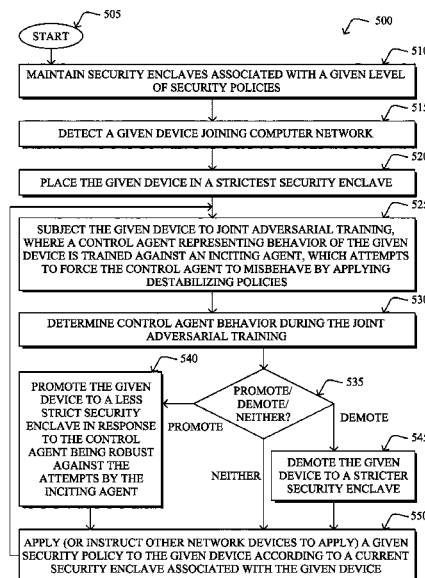 START
505
500
510
MAINTAIN SECURITY ENCLAVES ASSOCIATED WITH A GIVEN LEVEL
OF SECURITY POLICIES
515
DETECT A GIVEN DEVICE JOINING COMPUTER NETWORK
520
PLACE THE GIVEN DEVICE IN A STRICTEST SECURITY ENCLAVE
525
SUBJECT THE GIVEN DEVICE TO JOINT ADVERSARIAL TRAINING,
WHERE A CONTROL AGENT REPRESENTING BEHAVIOR OF THE GIVEN
DEVICE IS TRAINED AGAINST AN INCITING AGENT, WHICH ATTEMPTS
TO FORCE THE CONTROL AGENT TO MISBEHAVE BY APPLYING
DESTABILIZING POLICIES
530
DETERMINE CONTROL AGENT BEHAVIOR DURING THE JOINT
ADVERSARIAL TRAINING
540
PROMOTE THE GIVEN
DEVICE TO A LESS
STRICT SECURITY
ENCLAVE IN RESPONSE
TO THE CONTROL
AGENT BEING ROBUST
AGAINST THE
ATTEMPTS BY THE
INCITING AGENT
535
PROMOTE/
DEMOTE/
NEITHER?
PROMOTE
DEMOTE
NEITHER
545
DEMOTE THE GIVEN
DEVICE TO A STRICTER
SECURITY ENCLAVE
550
APPLY (OR INSTRUCT OTHER NETWORK DEVICES TO APPLY) A GIVEN
SECURITY POLICY TO THE GIVEN DEVICE ACCORDING TO A CURRENT
SECURITY ENCLAVE ASSOCIATED WITH THE GIVEN DEVICE